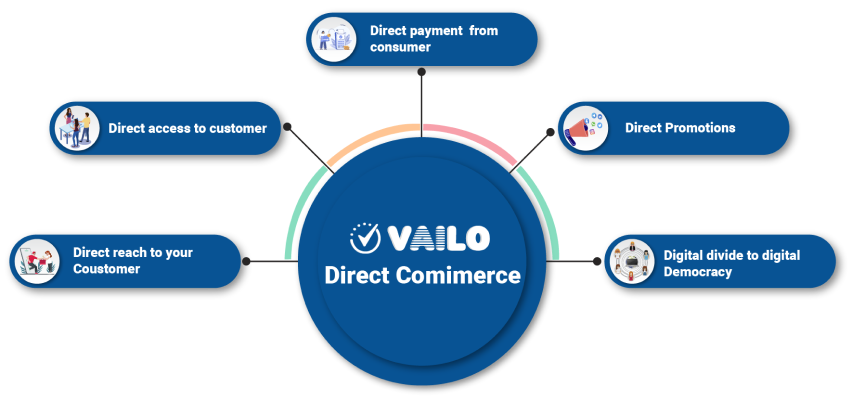 Direct payment from
consumer
Direct access to customer
Direct Promotions
Direct reach to your
Coustomer
Digital divide to digital
Democracy
VAILO
Direct Comimerce